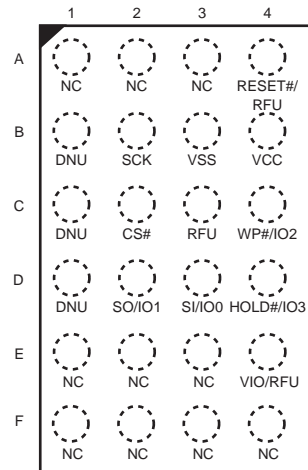 1 2 3 4
A
NC NC NC RESET#/
RFU
B
DNU SCK VSS VCC
C
DNU CS# RFU WP#/IO2
D
DNU SO/IO1 SI/IO0 HOLD#/IO3
E
NC NC NC VIO/RFU
F
NC NC NC NC